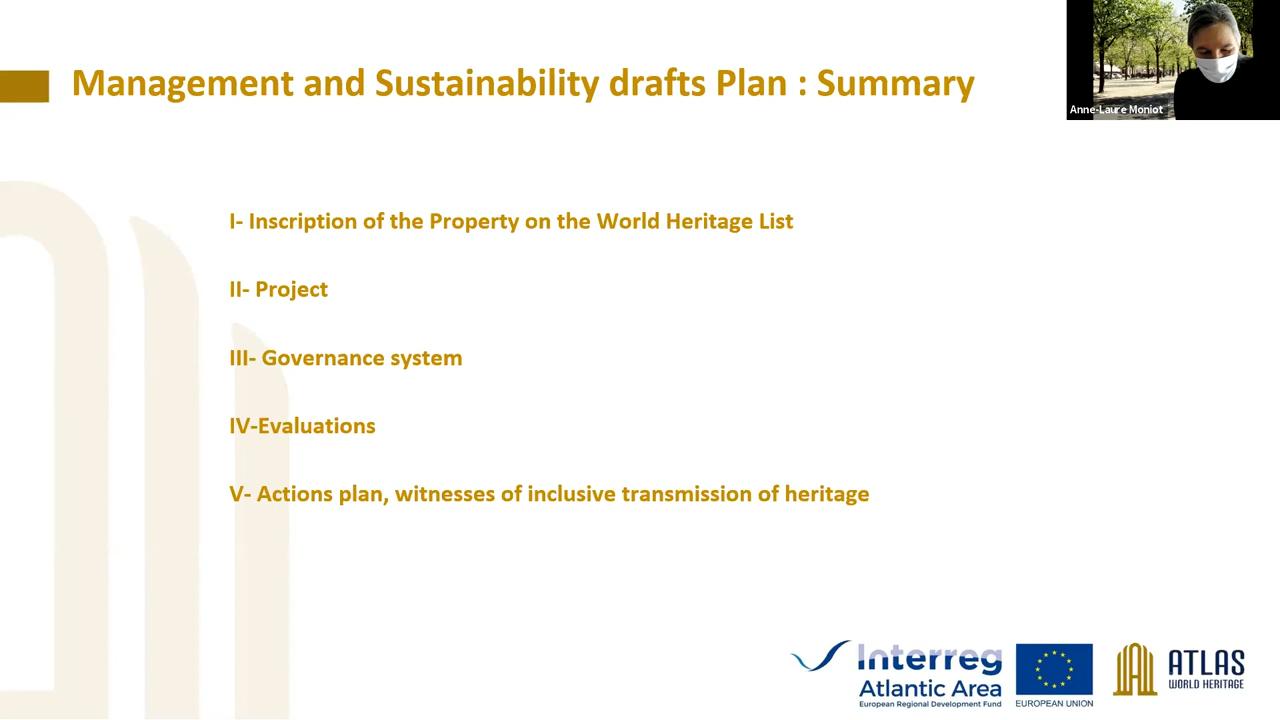 Management and Sustainability drafts Plan : Summary
Anne-Laure Moniot
I- Inscription of the Property on the World Heritage List
II- Project
III- Governance system
IV-Evaluations
V- Actions plan, witnesses of inclusive transmission of heritage
Interreg
Atlantic Area
European Regional Development Fund
EUROPEAN UNION
ATLAS
WORLD HERITAGE